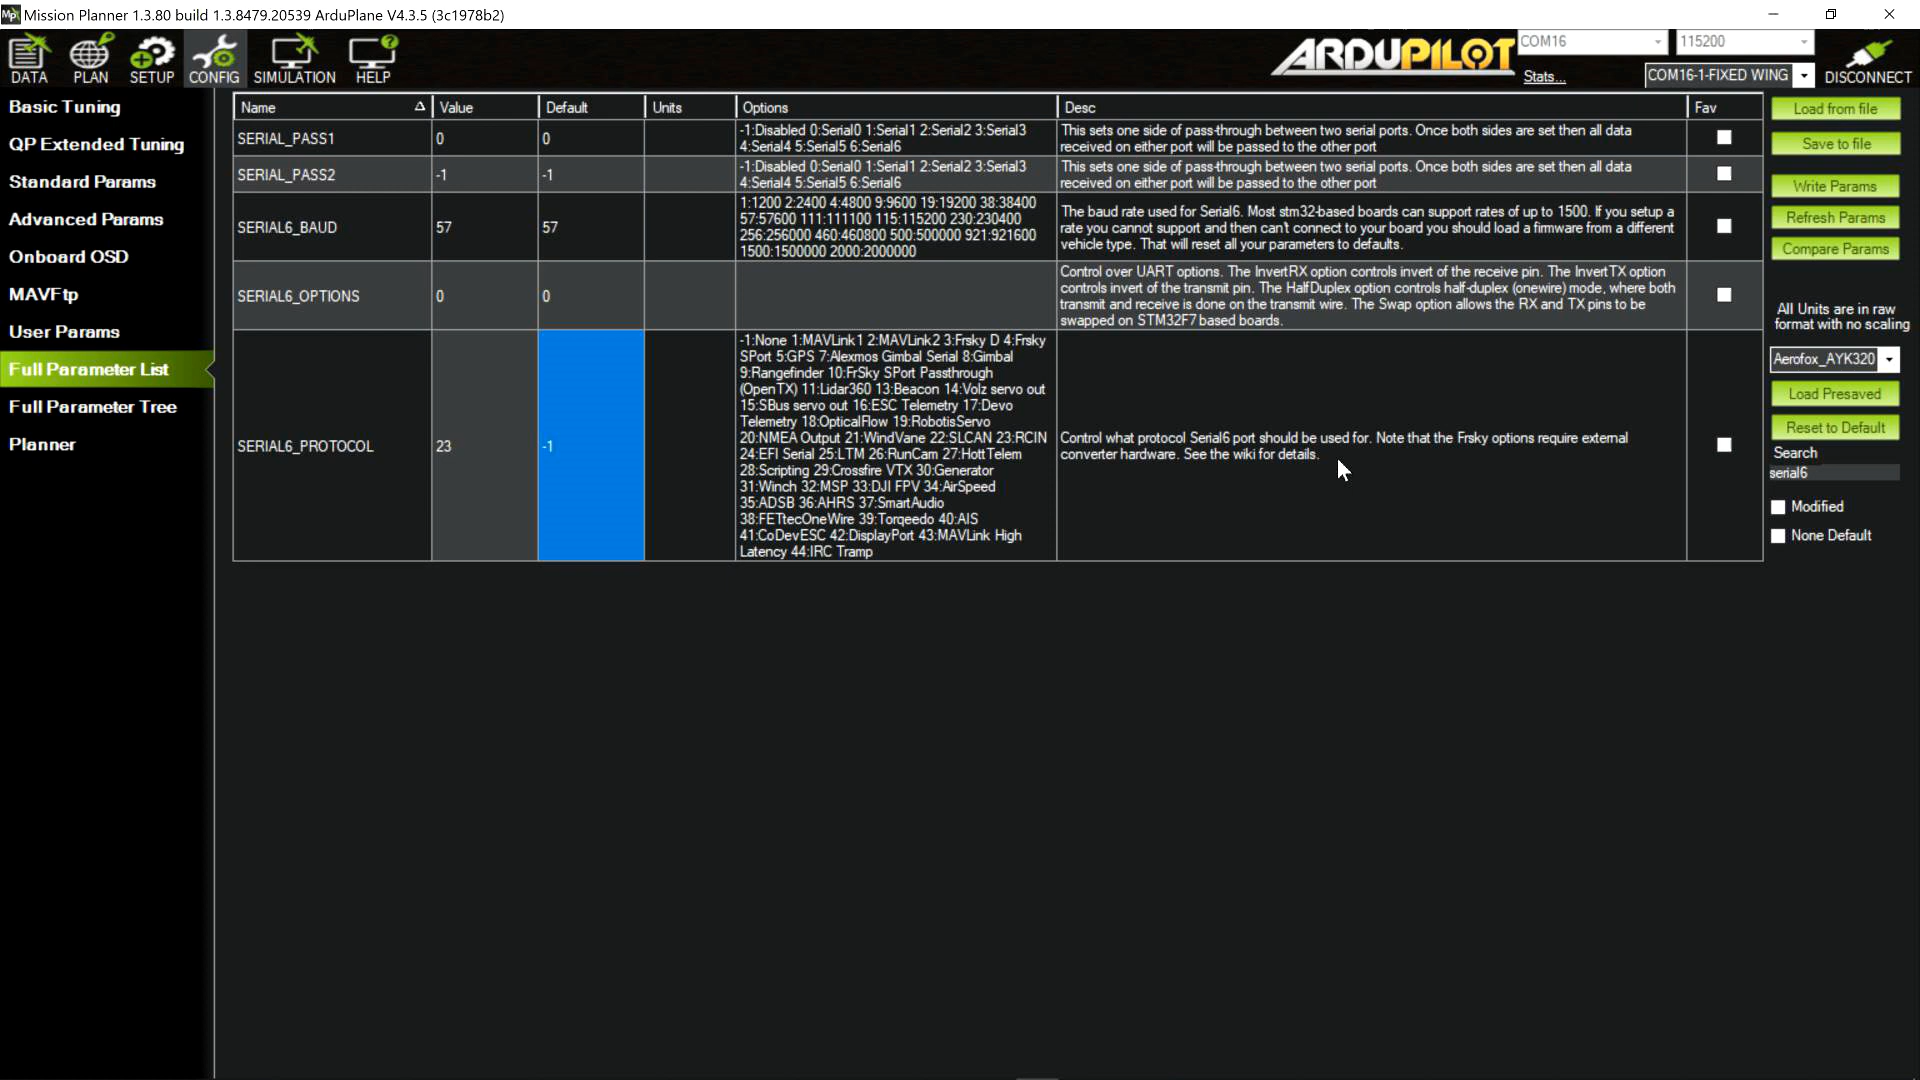 Mission Planner 1.3.80 build 1.3.8479.20539 ArduPlane V4.3.5 (3c1978b2)
DATA
PLAN
SETUP
CONFIG
SIMULATION
HELP
ARDUPILOT
COM16
115200
Stats...
COM16-1-FIXED WING
DISCONNECT
Basic Tuning
QP Extended Tuning
Standard Params
Advanced Params
Onboard OSD
MAVFtp
User Params
Full Parameter List
Full Parameter Tree
Planner
Name Value Default Units Options Desc Fav
SERIAL_PASS1
0
0
-1:Disabled 0:Serial0 1:Serial1 2:Serial2 3:Serial3
4:Serial4 5:Serial5 6:Serial6
This sets one side of pass-through between two serial ports. Once both sides are set then all data
received on either port will be passed to the other port
SERIAL_PASS2
-1
-1
-1:Disabled 0:Serial0 1:Serial1 2:Serial2 3:Serial3
4:Serial4 5:Serial5 6:Serial6
This sets one side of pass-through between two serial ports. Once both sides are set then all data
received on either port will be passed to the other port
SERIAL6_BAUD
57
57
1:1200 2:2400 4:4800 9:9600 19:19200 38:38400
57:57600 111:111100 115:115200 230:230400
256:256000 460:460800 500:500000 921:921600
1500:1500000 2000:2000000
The baud rate used for Serial6. Most stm32-based boards can support rates of up to 1500. If you setup a
rate you cannot support and then can't connect to your board you should load a firmware from a different
vehicle type. That will reset all your parameters to defaults.
SERIAL6_OPTIONS
0
0
Control over UART options. The InvertRX option controls invert of the receive pin. The InvertTX option
controls invert of the transmit pin. The HalfDuplex option controls half-duplex (onewire) mode, where both
transmit and receive is done on the transmit wire. The Swap option allows the RX and TX pins to be
swapped on STM32F7 based boards.
SERIAL6_PROTOCOL
23
-1
-1:None 1:MAVLink1 2:MAVLink2 3:Frsky D 4:Frsky
SPort 5:GPS 7:Alexmos Gimbal Serial 8:Gimbal
9:Rangefinder 10:FrSky SPort Passthrough
(OpenTX) 11:Lidar360 13:Beacon 14:Volz servo out
15:SBus servo out 16:ESC Telemetry 17:Devo
Telemetry 18:OpticalFlow 19:RobotisServo
20:NMEA Output 21:WindVane 22:SLCAN 23:RCIN
24:EFI Serial 25:LTM 26:RunCam 27:HottTelem
28:Scripting 29:Crossfire VTX 30:Generator
31:Winch 32:MSP 33:DJI FPV 34:AirSpeed
35:ADSB 36:AHRS 37:SmartAudio
38:FETtecOneWire 39:Torqeedo 40:AIS
41:CoDevESC 42:DisplayPort 43:MAVLink High
Latency 44:IRC Tramp
Control what protocol Serial6 port should be used for. Note that the Frsky options require external
converter hardware. See the wiki for details.
Load from file
Save to file
Write Params
Refresh Params
Compare Params
All Units are in raw
format with no scaling
Aerofox_AYK320
Load Presaved
Reset to Default
Search
serial6
Modified
None Default